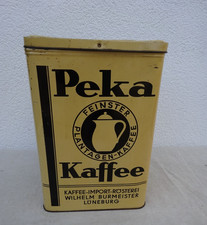 Peka
FEINSTER
PLANTAGEN-KAFFEE
Kaffee
KAFFEE-IMPORT-RÖSTEREI
WILHELM BURMEISTER
LÜNEBURG